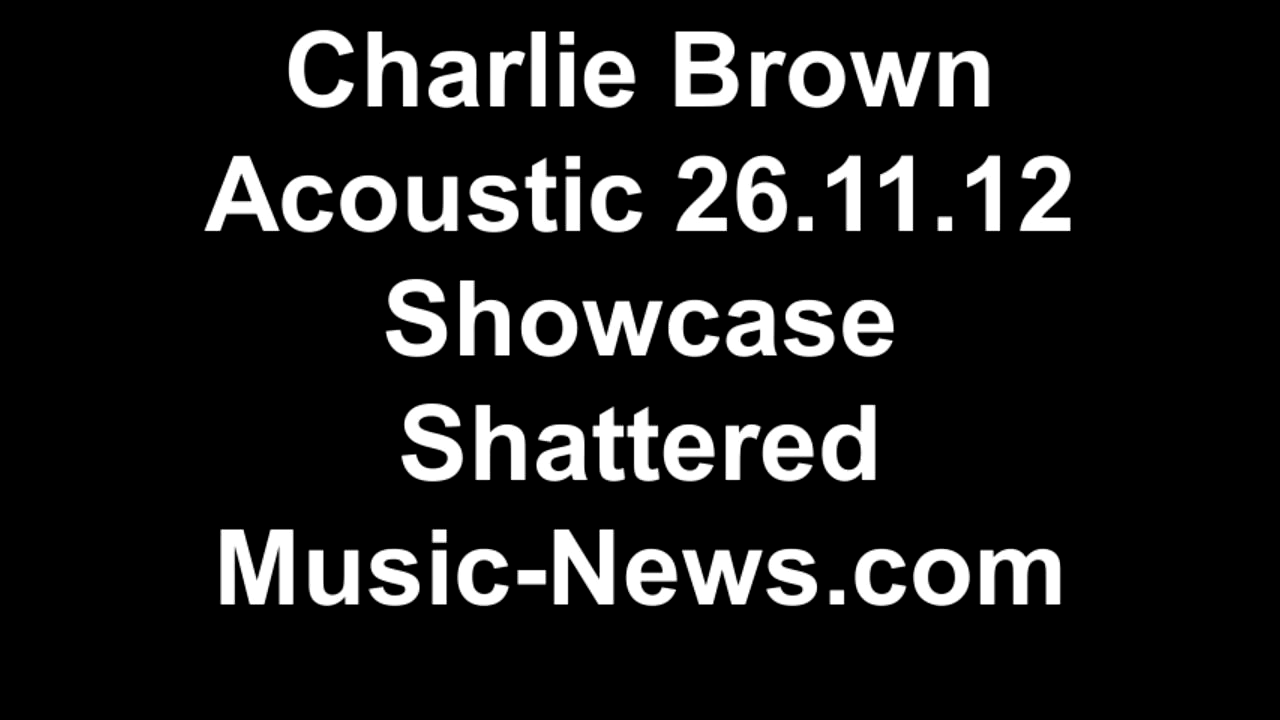 Charlie Brown
Acoustic 26.11.12
Showcase
Shattered
Music-News.com